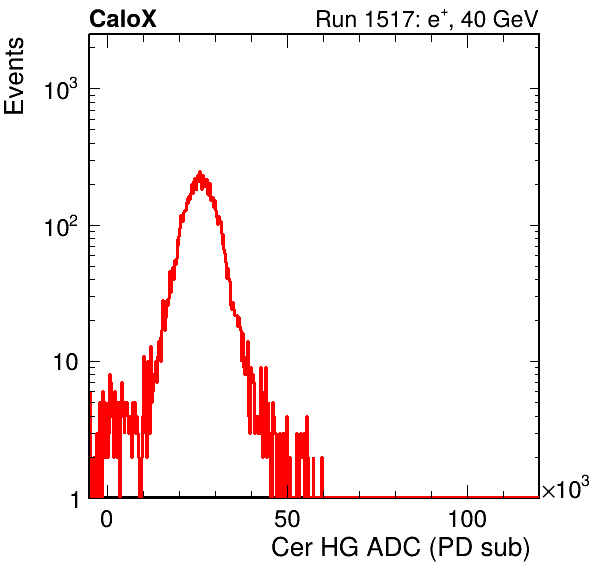 CaloX Run 1517: e⁺, 40 GeV
Events
10³
10²
10
1
0 50 100 ×10³
Cer HG ADC (PD sub)